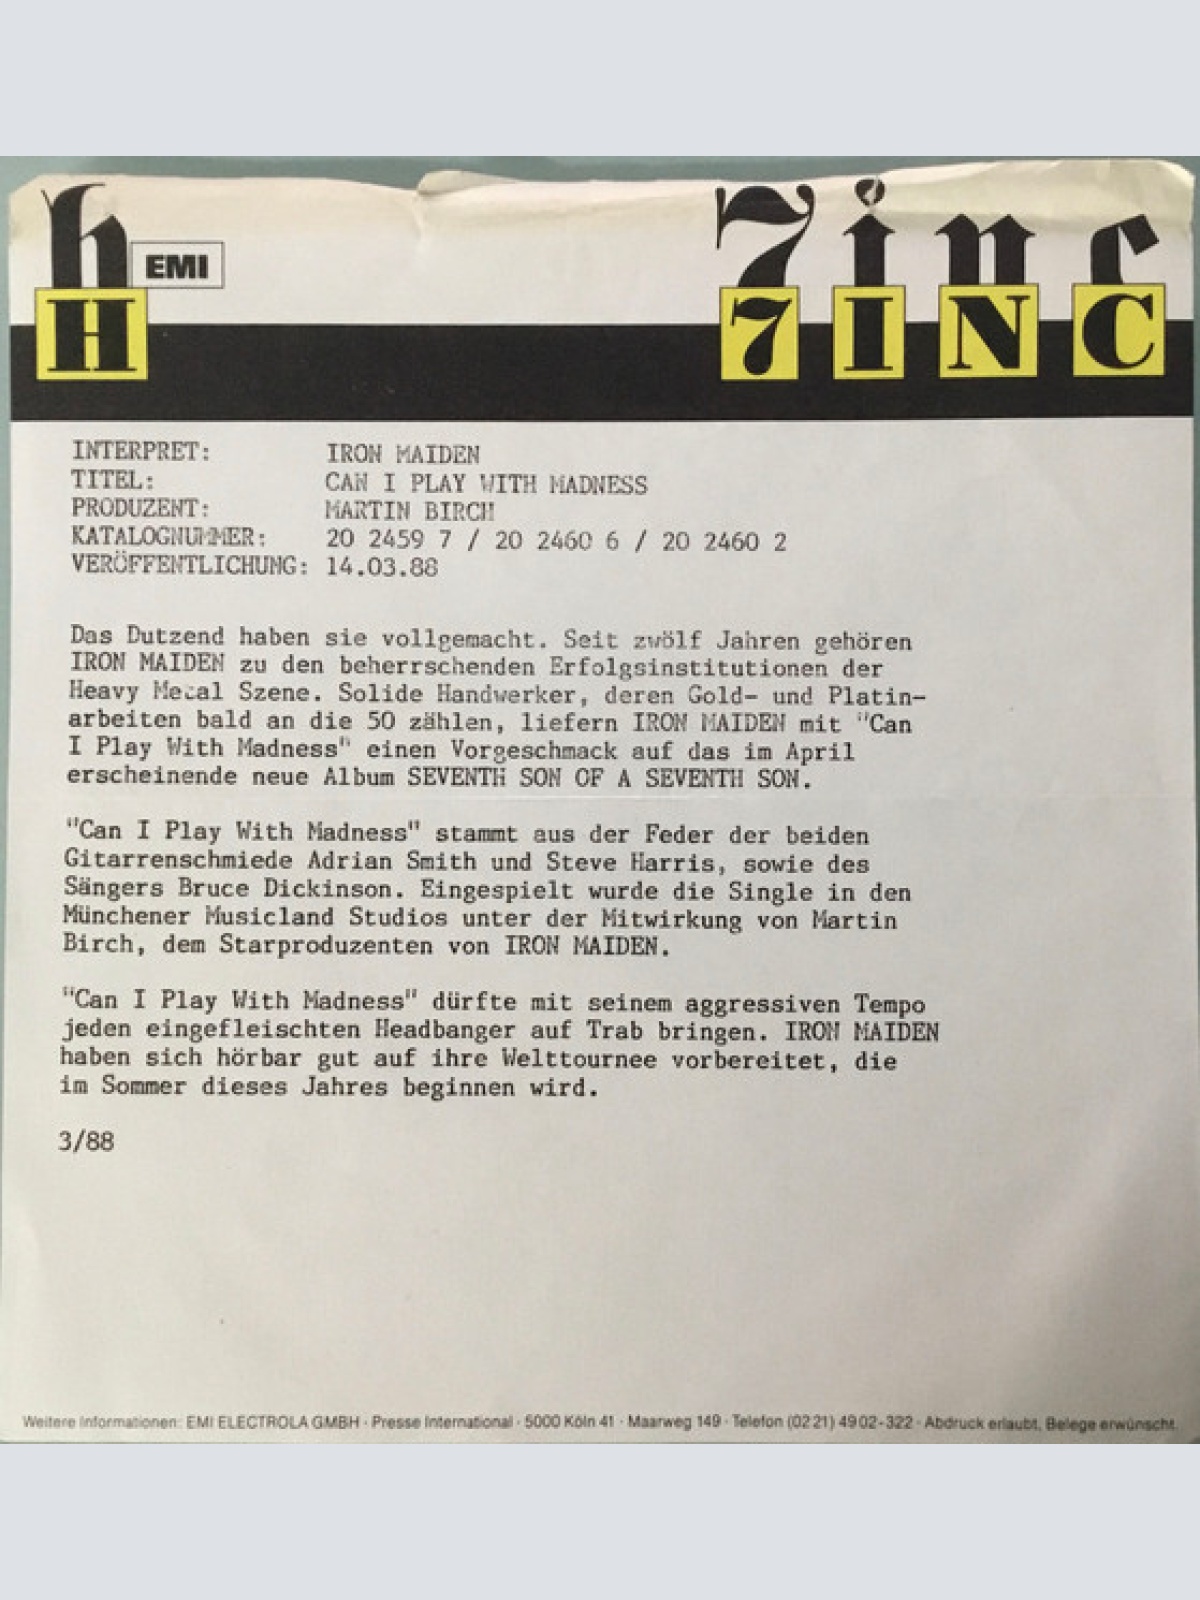 h EMI 7inc
H 7INC
INTERPRET: IRON MAIDEN
TITEL: CAN I PLAY WITH MADNESS
PRODUZENT: MARTIN BIRCH
KATALOGNUMMER: 20 2459 7 / 20 2460 6 / 20 2460 2
VERÖFFENTLICHUNG: 14.03.88
Das Dutzend haben sie vollgemacht. Seit zwölf Jahren gehören
IRON MAIDEN zu den beherrschenden Erfolgsinstitutionen der
Heavy Metal Szene. Solide Handwerker, deren Gold- und Platin-
arbeiten bald an die 50 zählen, liefern IRON MAIDEN mit "Can
I Play With Madness" einen Vorgeschmack auf das im April
erscheinende neue Album SEVENTH SON OF A SEVENTH SON.
"Can I Play With Madness" stammt aus der Feder der beiden
Gitarrenschmiede Adrian Smith und Steve Harris, sowie des
Sängers Bruce Dickinson. Eingespielt wurde die Single in den
Münchener Musicland Studios unter der Mitwirkung von Martin
Birch, dem Starproduzenten von IRON MAIDEN.
"Can I Play With Madness" dürfte mit seinem aggressiven Tempo
jeden eingefleischten Headbanger auf Trab bringen. IRON MAIDEN
haben sich hörbar gut auf ihre Welttournee vorbereitet, die
im Sommer dieses Jahres beginnen wird.
3/88
Weitere Informationen: EMI ELECTROLA GMBH · Presse International · 5000 Köln 41 · Maarweg 149 · Telefon (02 21) 49 02-322 · Abdruck erlaubt, Belege erwünscht.